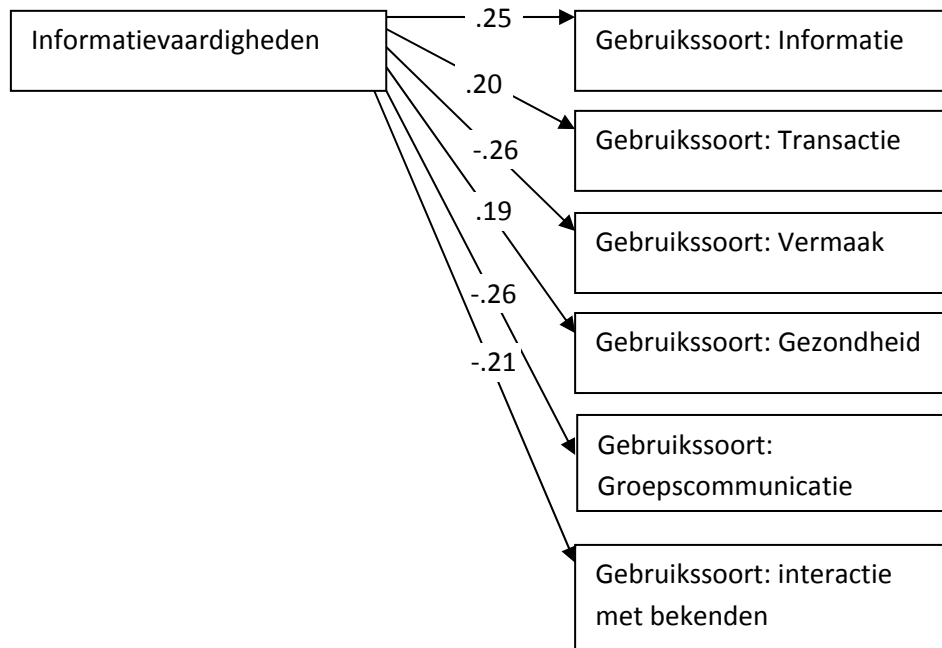 Informatievaardigheden
.25
Gebruikssoort: Informatie
.20
Gebruikssoort: Transactie
-.26
Gebruikssoort: Vermaak
.19
Gebruikssoort: Gezondheid
-.26
Gebruikssoort:
Groepscommunicatie
-.21
Gebruikssoort: interactie
met bekenden